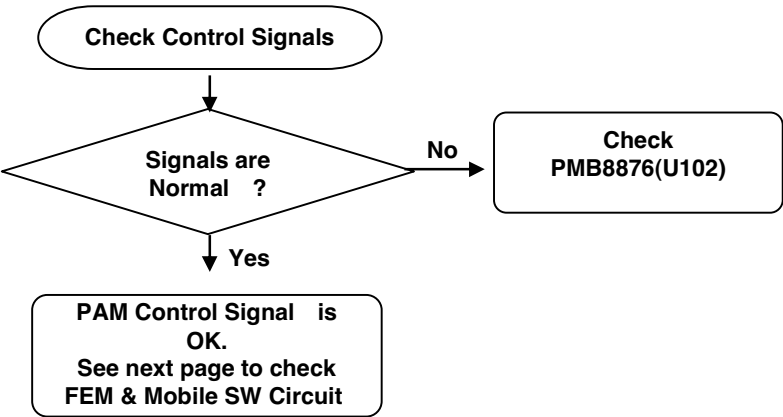 Check Control Signals
Signals are
Normal ?
No
Check
PMB8876(U102)
Yes
PAM Control Signal is
OK.
See next page to check
FEM & Mobile SW Circuit